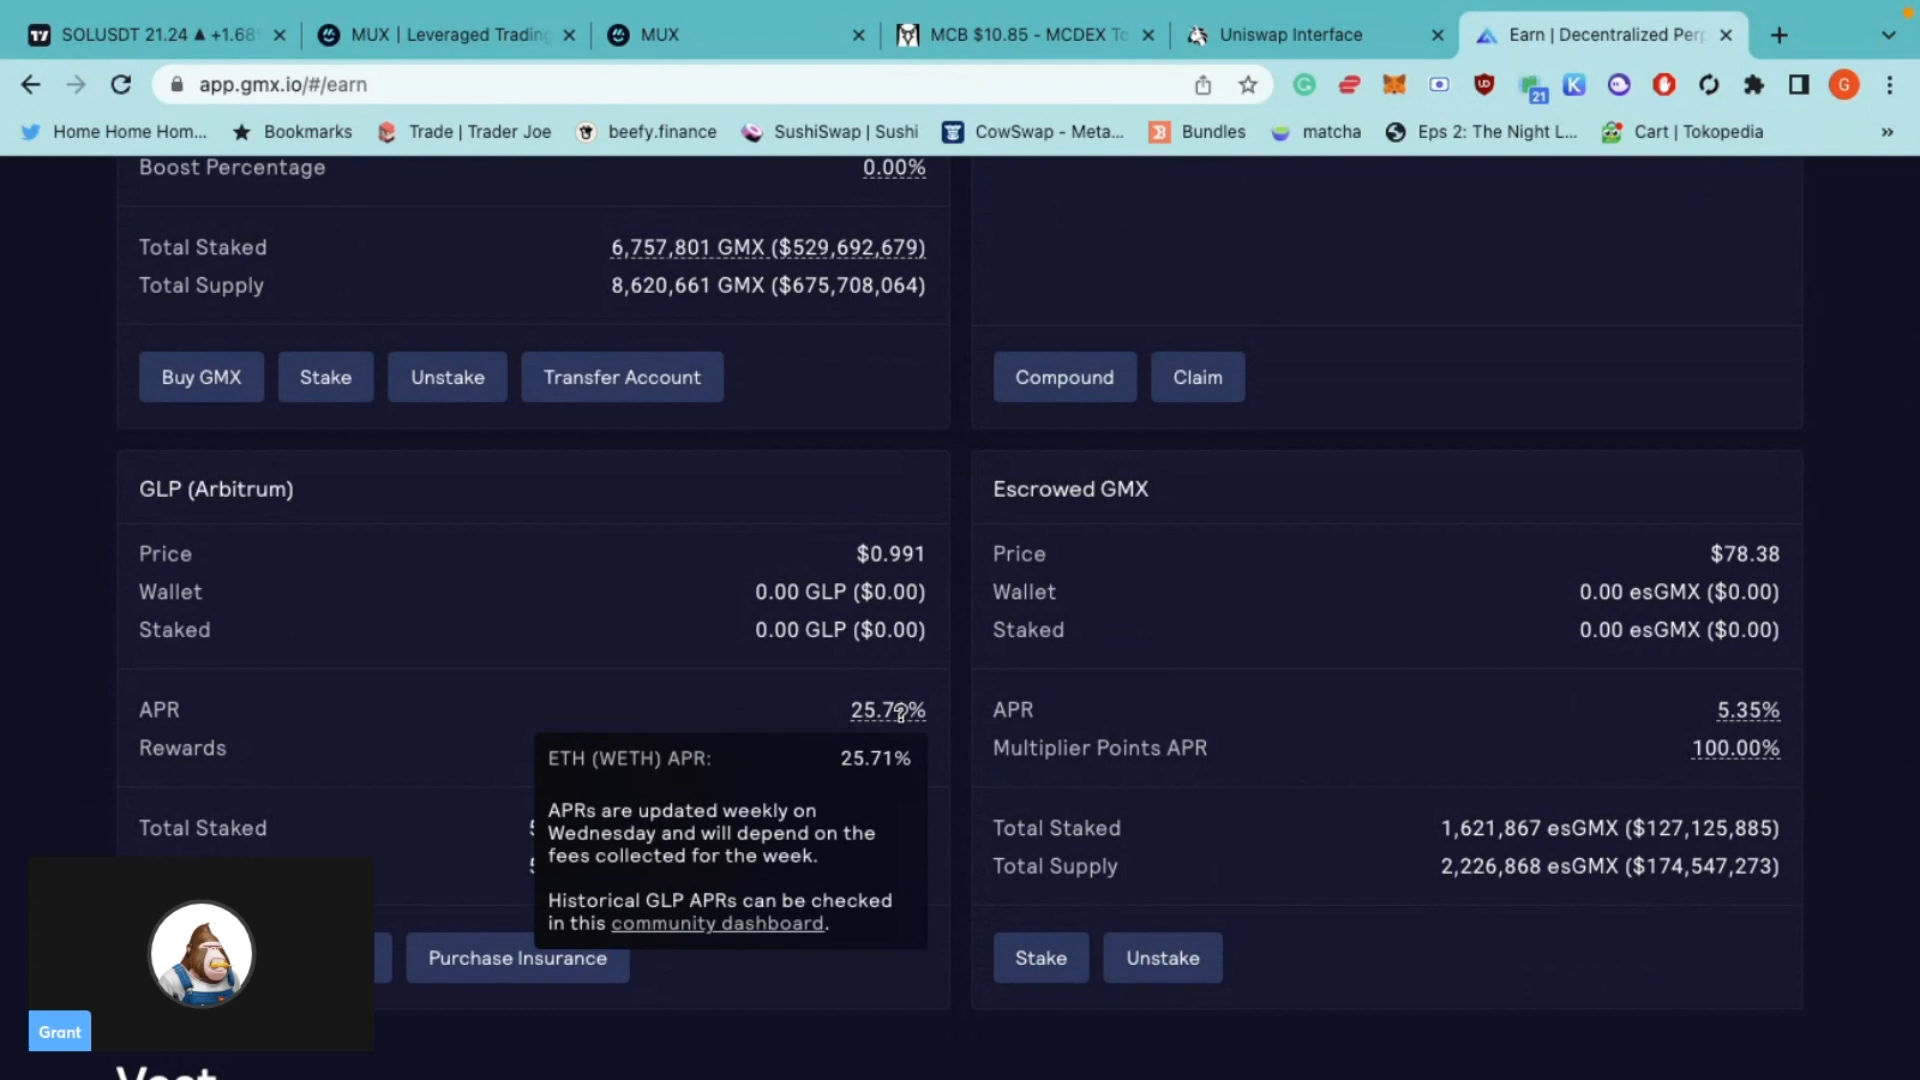 SOLUSDT 21.24 ▲ +1.68
MUX | Leveraged Trading
MUX
MCB $10.85 - MCDEX To
Uniswap Interface
Earn | Decentralized Perp
app.gmx.io/#/earn
21
Home Home Hom...
Bookmarks
Trade | Trader Joe
beefy.finance
SushiSwap | Sushi
CowSwap - Meta...
Bundles
matcha
Eps 2: The Night L...
Cart | Tokopedia
Boost Percentage 0.00%
Total Staked 6,757,801 GMX ($529,692,679)
Total Supply 8,620,661 GMX ($675,708,064)
Buy GMX
Stake
Unstake
Transfer Account
Compound
Claim
GLP (Arbitrum)
Price $0.991
Wallet 0.00 GLP ($0.00)
Staked 0.00 GLP ($0.00)
APR
Rewards
ETH (WETH) APR: 25.71%
APRs are updated weekly on
Wednesday and will depend on the
fees collected for the week.
Historical GLP APRs can be checked
in this community dashboard.
Total Staked
Purchase Insurance
Escrowed GMX
Price $78.38
Wallet 0.00 esGMX ($0.00)
Staked 0.00 esGMX ($0.00)
APR 5.35%
Multiplier Points APR 100.00%
Total Staked 1,621,867 esGMX ($127,125,885)
Total Supply 2,226,868 esGMX ($174,547,273)
Stake
Unstake
Grant
Vest